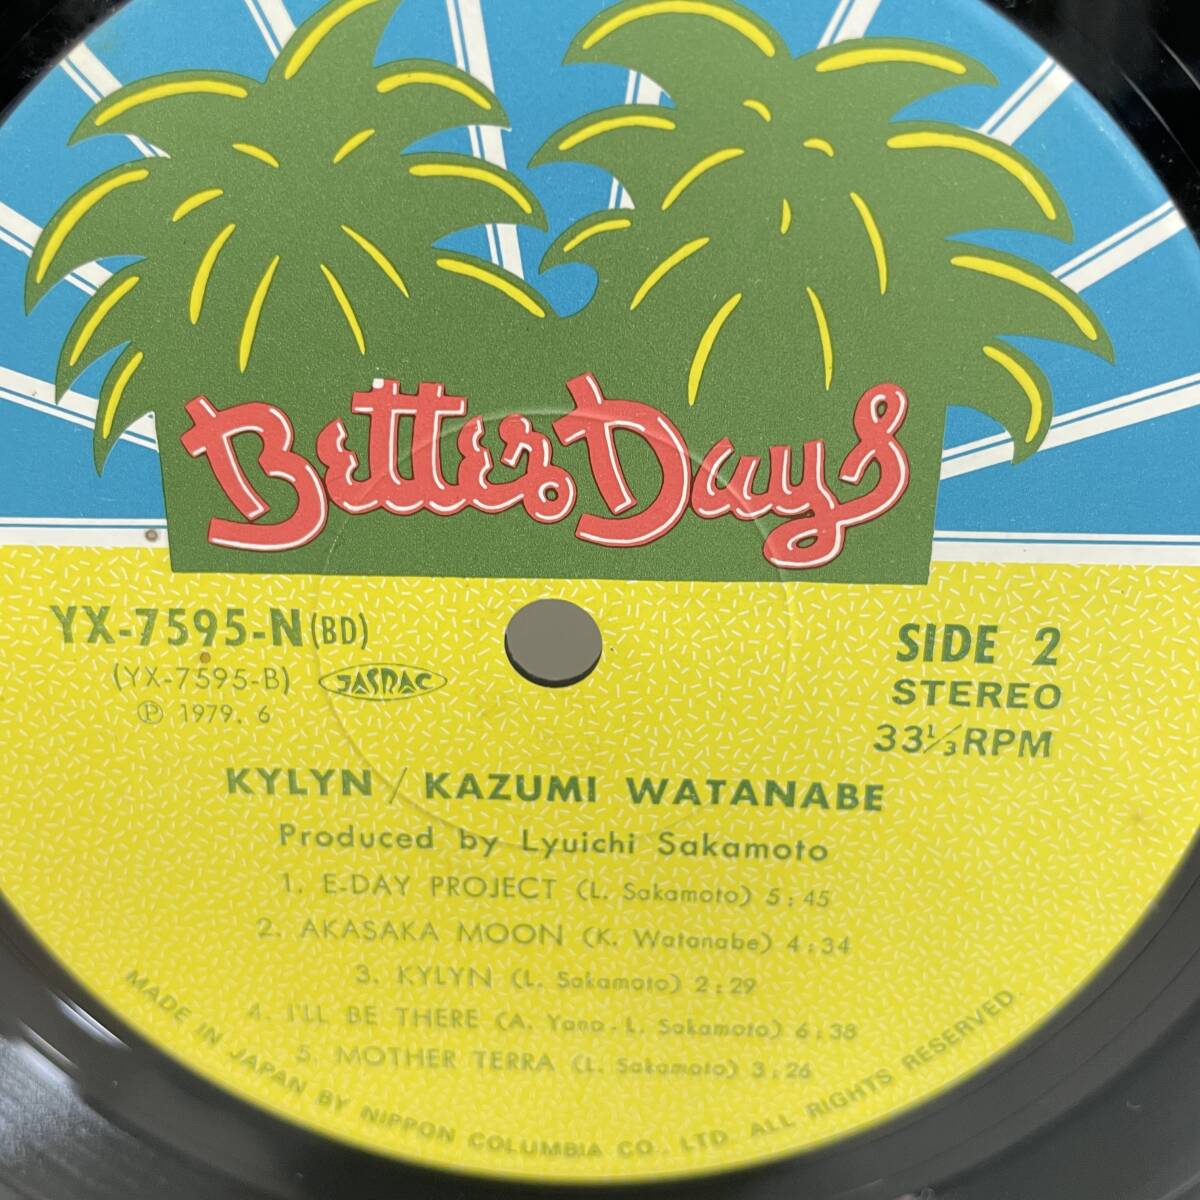 Better Days
YX-7595-N(BD)
(YX-7595-B) JASRAC
Ⓟ 1979. 6
SIDE 2
STEREO
33⅓RPM
KYLYN / KAZUMI WATANABE
Produced by Lyuichi Sakamoto
1. E-DAY PROJECT (L. Sakamoto) 5:45
2. AKASAKA MOON (K. Watanabe) 4:34
3. KYLYN (L. Sakamoto) 2:29
4. I'LL BE THERE (A. Yano-L. Sakamoto) 6:38
5. MOTHER TERRA (L. Sakamoto) 3:26
MADE IN JAPAN BY NIPPON COLUMBIA CO., LTD. ALL RIGHTS RESERVED